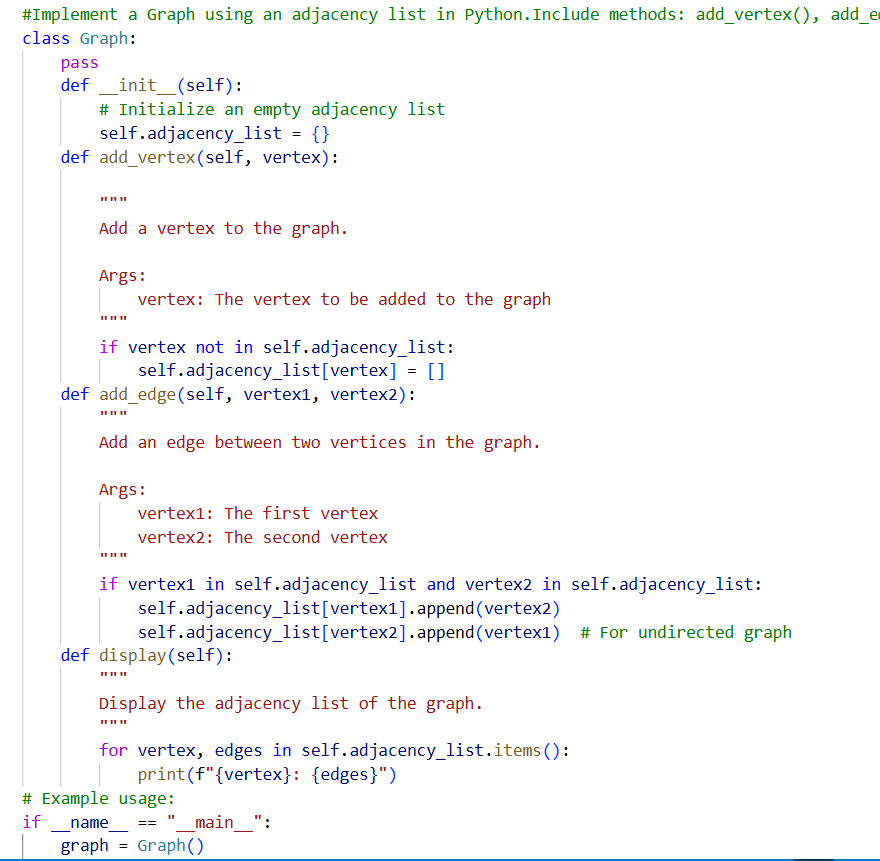 #Implement a Graph using an adjacency list in Python.Include methods: add_vertex(), add_e
class Graph:
    pass
    def __init__(self):
        # Initialize an empty adjacency list
        self.adjacency_list = {}
    def add_vertex(self, vertex):

        """
        Add a vertex to the graph.

        Args:
            vertex: The vertex to be added to the graph
        """
        if vertex not in self.adjacency_list:
            self.adjacency_list[vertex] = []
    def add_edge(self, vertex1, vertex2):
        """
        Add an edge between two vertices in the graph.

        Args:
            vertex1: The first vertex
            vertex2: The second vertex
        """
        if vertex1 in self.adjacency_list and vertex2 in self.adjacency_list:
            self.adjacency_list[vertex1].append(vertex2)
            self.adjacency_list[vertex2].append(vertex1)  # For undirected graph
    def display(self):
        """
        Display the adjacency list of the graph.
        """
        for vertex, edges in self.adjacency_list.items():
            print(f"{vertex}: {edges}")
# Example usage:
if __name__ == "__main__":
    graph = Graph()